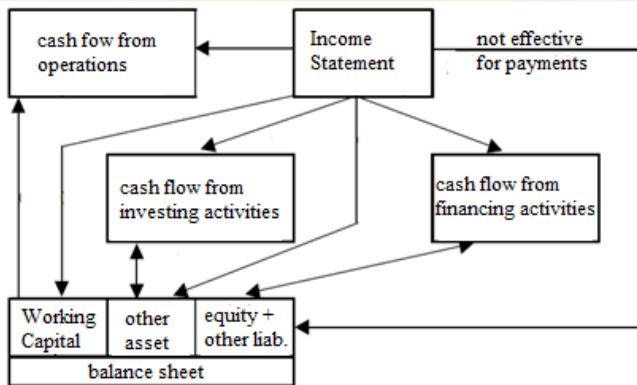 cash fow from
operations
Income
Statement
not effective
for payments
cash flow from
investing activities
cash flow from
financing activities
Working
Capital
other
asset
equity +
other liab.
balance sheet